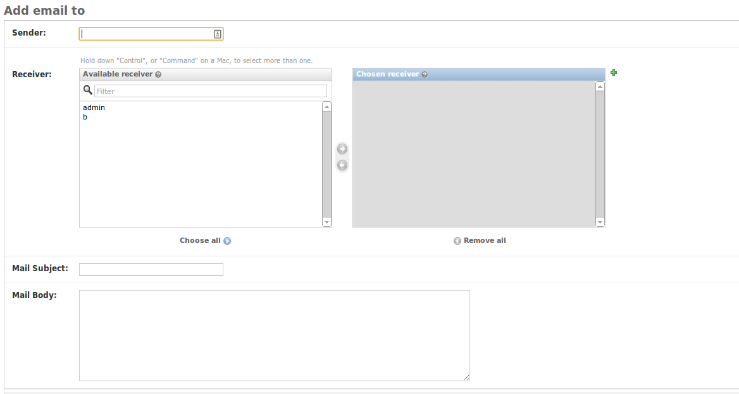 Add email to
Sender:
Hold down "Control", or "Command" on a Mac, to select more than one.
Receiver:
Available receiver
Chosen receiver
Filter
admin
b
Choose all
Remove all
Mail Subject:
Mail Body: